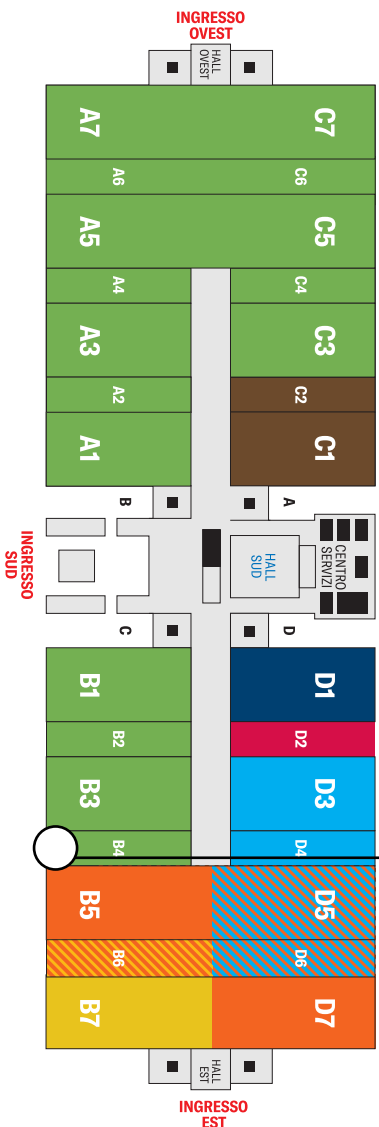 INGRESSO
OVEST
HALL
OVEST
A7
C7
A6
C6
A5
C5
A4
C4
A3
C3
A2
C2
A1
C1
B
A
INGRESSO
SUD
HALL
SUD
CENTRO
SERVIZI
C
D
B1
D1
B2
D2
B3
D3
B4
D4
B5
D5
B6
D6
B7
D7
HALL
EST
INGRESSO
EST